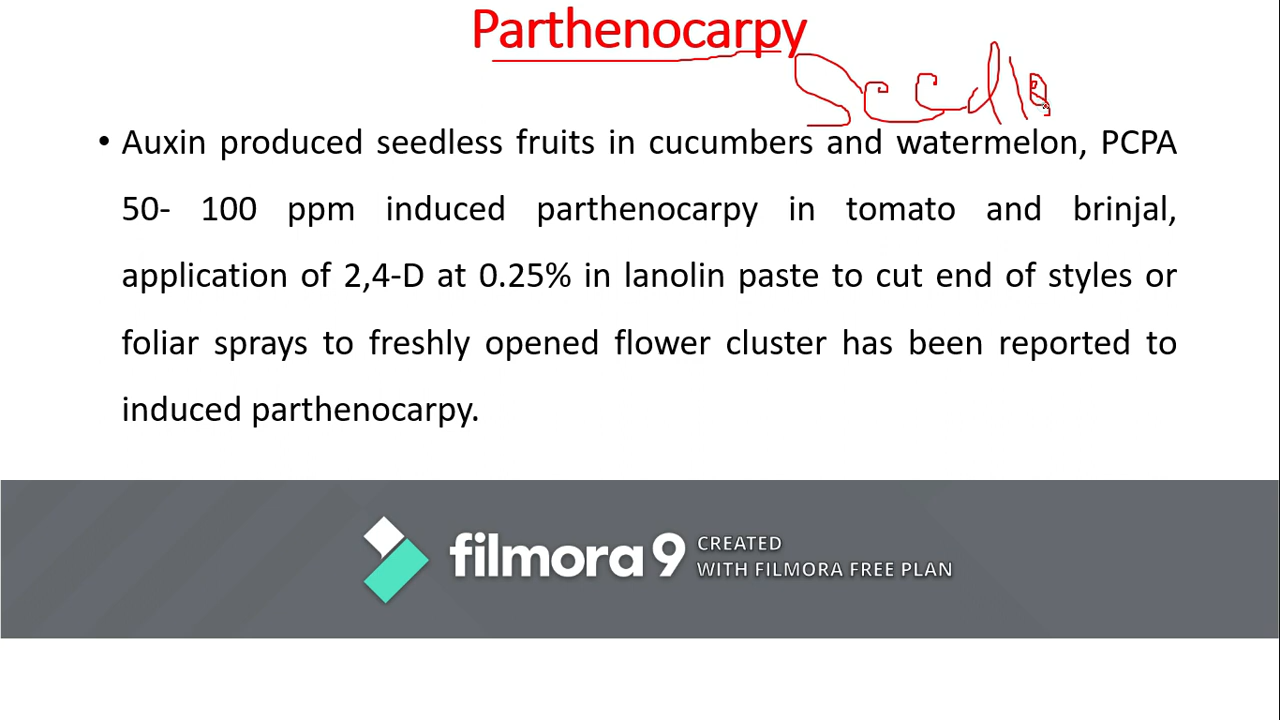 Parthenocarpy
Seedle
• Auxin produced seedless fruits in cucumbers and watermelon, PCPA
50- 100 ppm induced parthenocarpy in tomato and brinjal,
application of 2,4-D at 0.25% in lanolin paste to cut end of styles or
foliar sprays to freshly opened flower cluster has been reported to
induced parthenocarpy.
filmora 9 CREATED
WITH FILMORA FREE PLAN